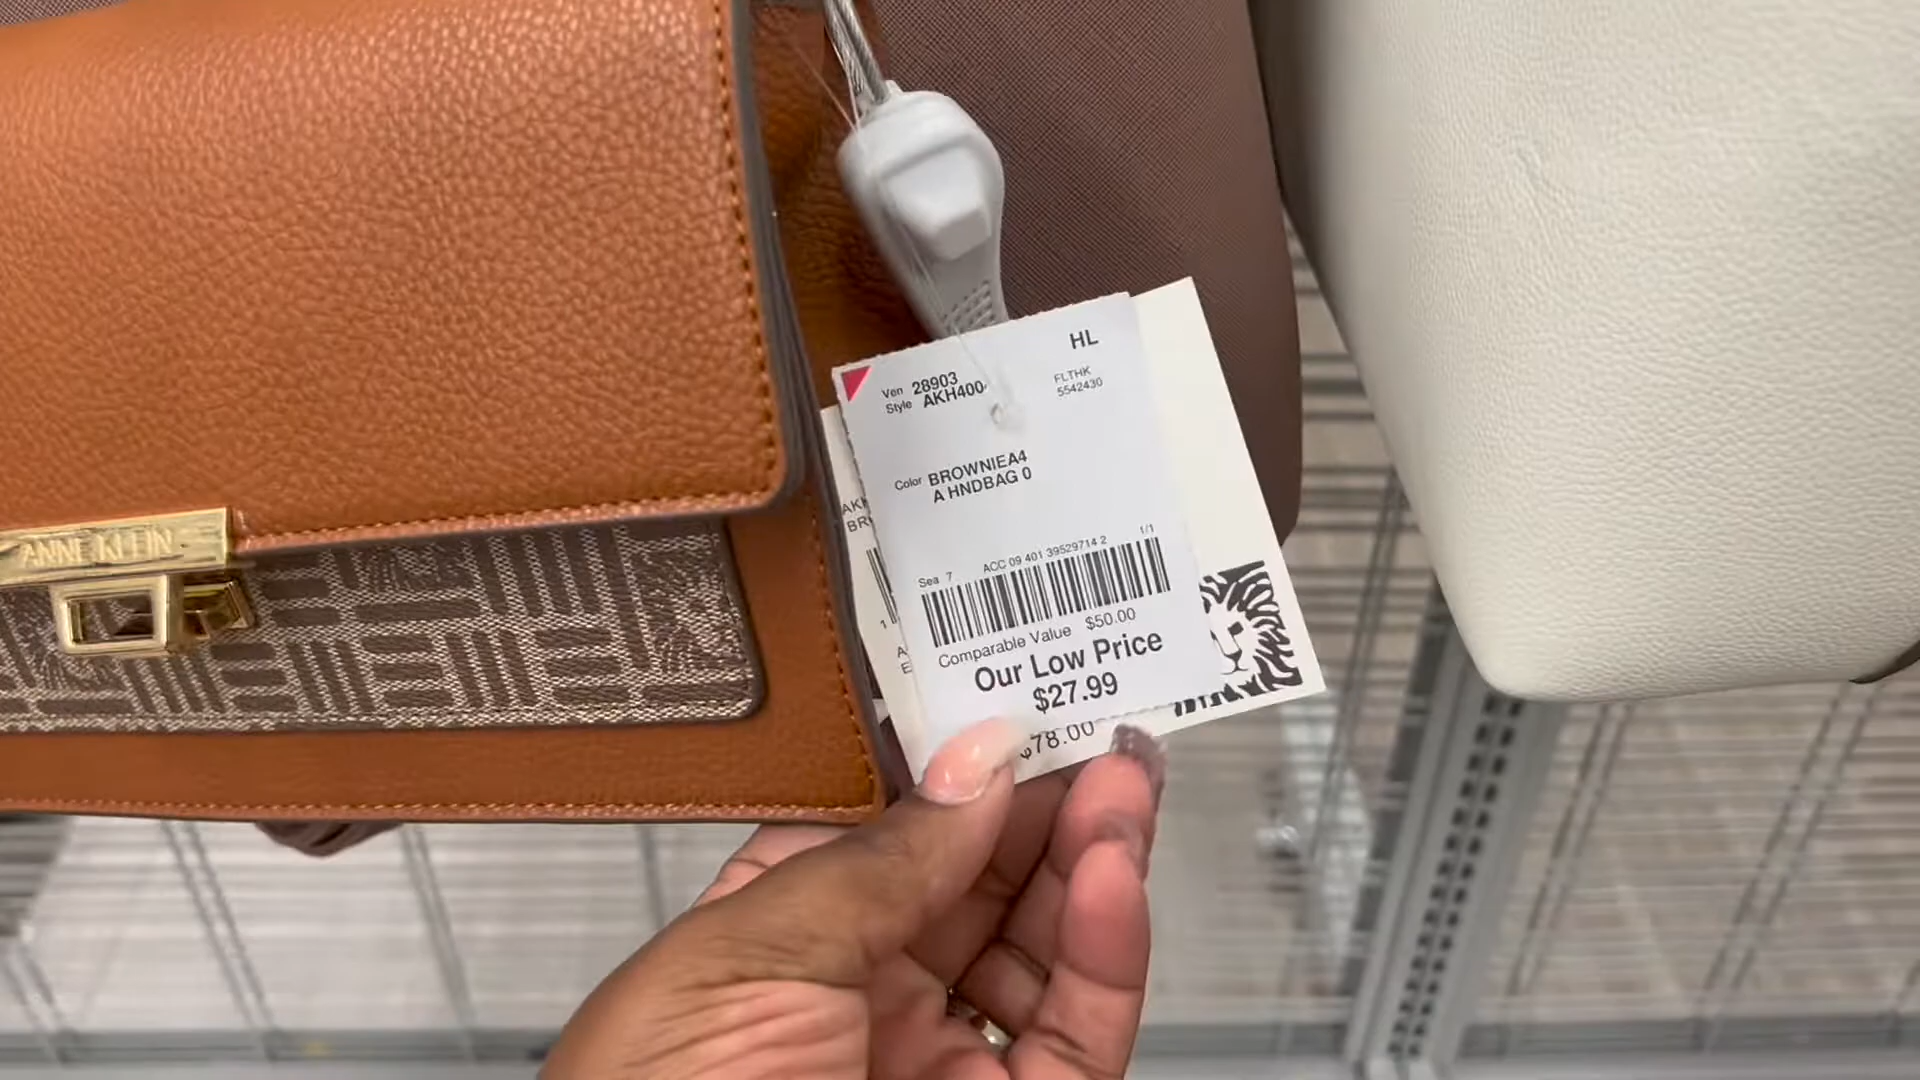 ANNE KLEIN
HL
Ven 28903
Style AKH400
FLTHK
5542430
Color BROWNIEA4
A HNDBAG 0
Sea 7 ACC 09 401 39529714 2 1/1
Comparable Value $50.00
Our Low Price
$27.99
$78.00